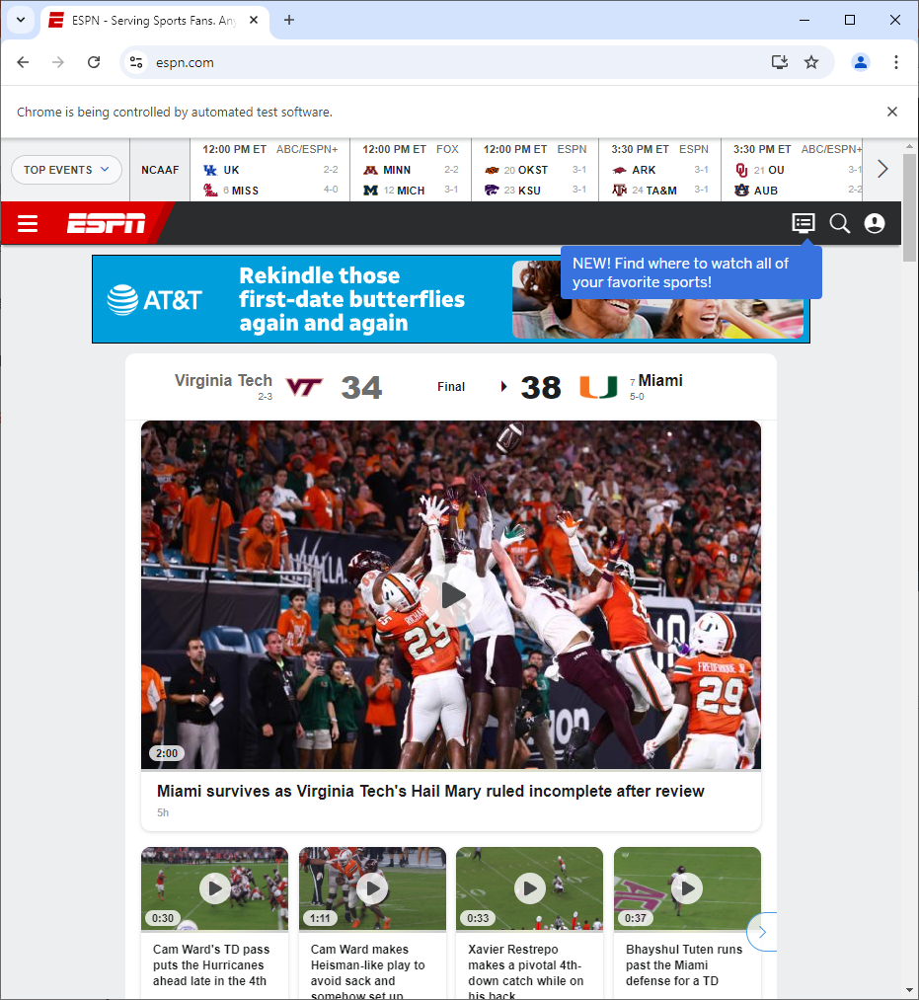 ESPN - Serving Sports Fans. Any
espn.com
Chrome is being controlled by automated test software.
TOP EVENTS
NCAAF
12:00 PM ET ABC/ESPN+
UK 2-2
6 MISS 4-0
12:00 PM ET FOX
MINN 2-2
12 MICH 3-1
12:00 PM ET ESPN
20 OKST 3-1
23 KSU 3-1
3:30 PM ET ESPN
ARK 3-1
24 TA&M 3-1
3:30 PM ET ABC/ESPN+
21 OU 3-1
AUB 2-2
ESPN
NEW! Find where to watch all of
your favorite sports!
AT&T
Rekindle those
first-date butterflies
again and again
Virginia Tech
2-3
VT
34
Final
38
7 Miami
5-0
RICHARD
25
FREDERIQUE JR
29
2:00
Miami survives as Virginia Tech's Hail Mary ruled incomplete after review
5h
0:30
1:11
0:33
0:37
Cam Ward's TD pass
puts the Hurricanes
ahead late in the 4th
Cam Ward makes
Heisman-like play to
avoid sack and
somehow set up
Xavier Restrepo
makes a pivotal 4th-
down catch while on
his back
Bhayshul Tuten runs
past the Miami
defense for a TD